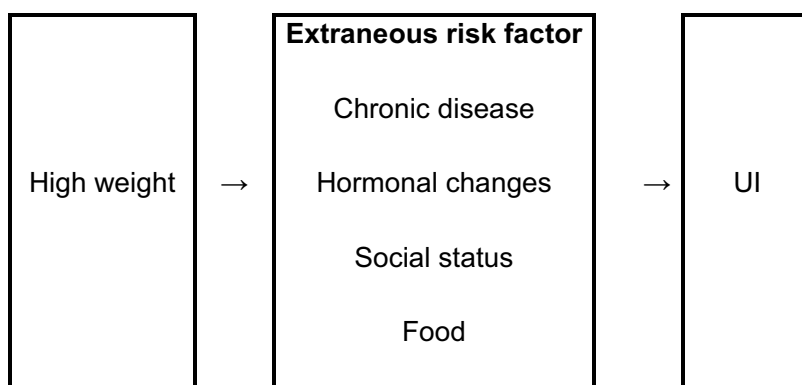 Extraneous risk factor
Chronic disease
High weight → Hormonal changes → UI
Social status
Food